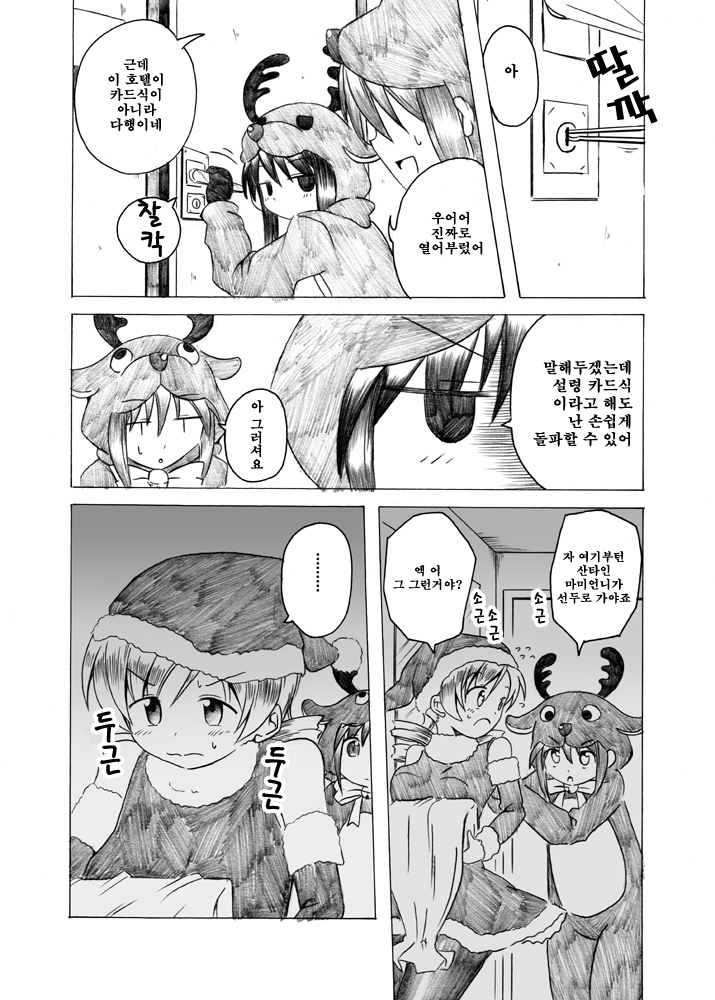 딸깍
아
우어어
진짜로
열어부렀어
근데
이 호텔이
카드식이
아니라
다행이네
찰칵
말해두겠는데
설령 카드식
이라고 해도
난 손쉽게
돌파할 수 있어
아 그러셔요
자 여기부턴
산타인
마미언니가
선두로 가야죠
소근
소근
소근
엑 어
그 그런거야?
………
두근
두근